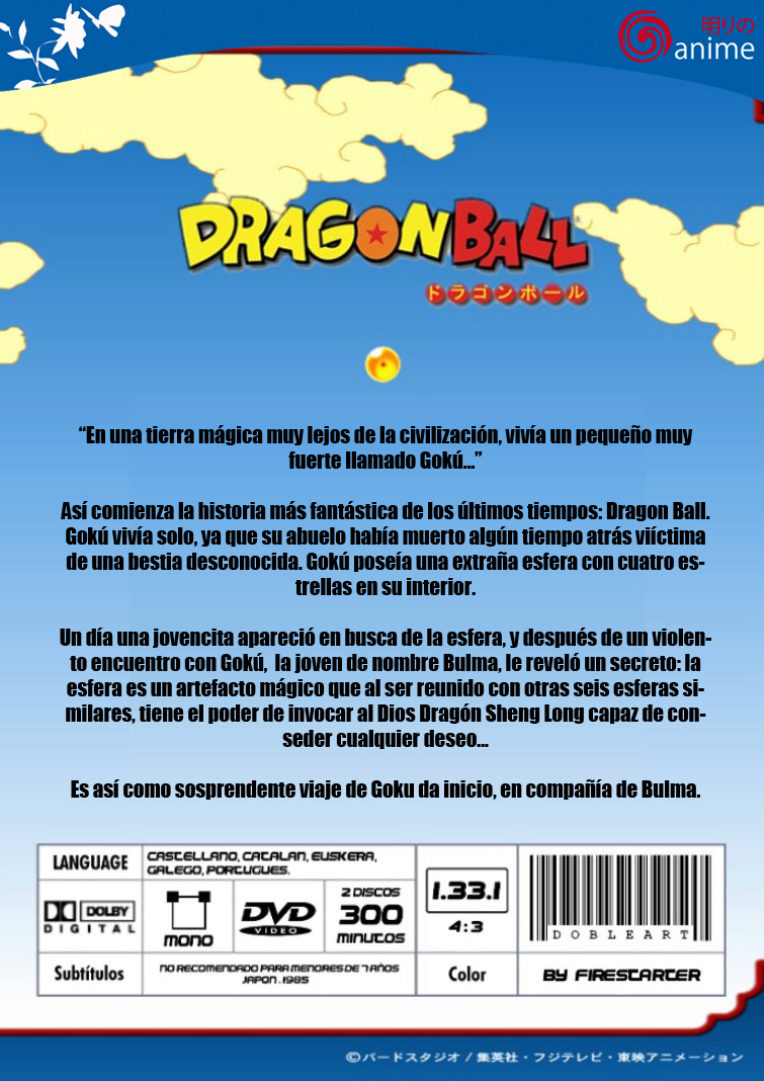 明りの
anime
DRAGON BALL
ドラゴンボール
“En una tierra mágica muy lejos de la civilización, vivía un pequeño muy
fuerte llamado Gokú...”
Así comienza la historia más fantástica de los últimos tiempos: Dragon Ball.
Gokú vivía solo, ya que su abuelo había muerto algún tiempo atrás viíctima
de una bestia desconocida. Gokú poseía una extraña esfera con cuatro es-
trellas en su interior.
Un día una jovencita apareció en busca de la esfera, y después de un violen-
to encuentro con Gokú,  la joven de nombre Bulma, le reveló un secreto: la
esfera es un artefacto mágico que al ser reunido con otras seis esferas si-
milares, tiene el poder de invocar al Dios Dragón Sheng Long capaz de con-
seder cualquier deseo...
Es así como sosprendente viaje de Goku da inicio, en compañía de Bulma.
LANGUAGE
CASTELLANO, CATALAN, EUSKERA,
GALEGO, PORTUGUES.
DOLBY
DIGITAL
MONO
DVD
VIDEO
2 DISCOS
300
MINUTOS
1.33.1
4:3
DOBLEART
Subtítulos
NO RECOMENDADO PARA MENORES DE 7 AÑOS
JAPON . 1985
Color
BY FIRESTARTER
©バードスタジオ / 集英社・フジテレビ・東映アニメーション